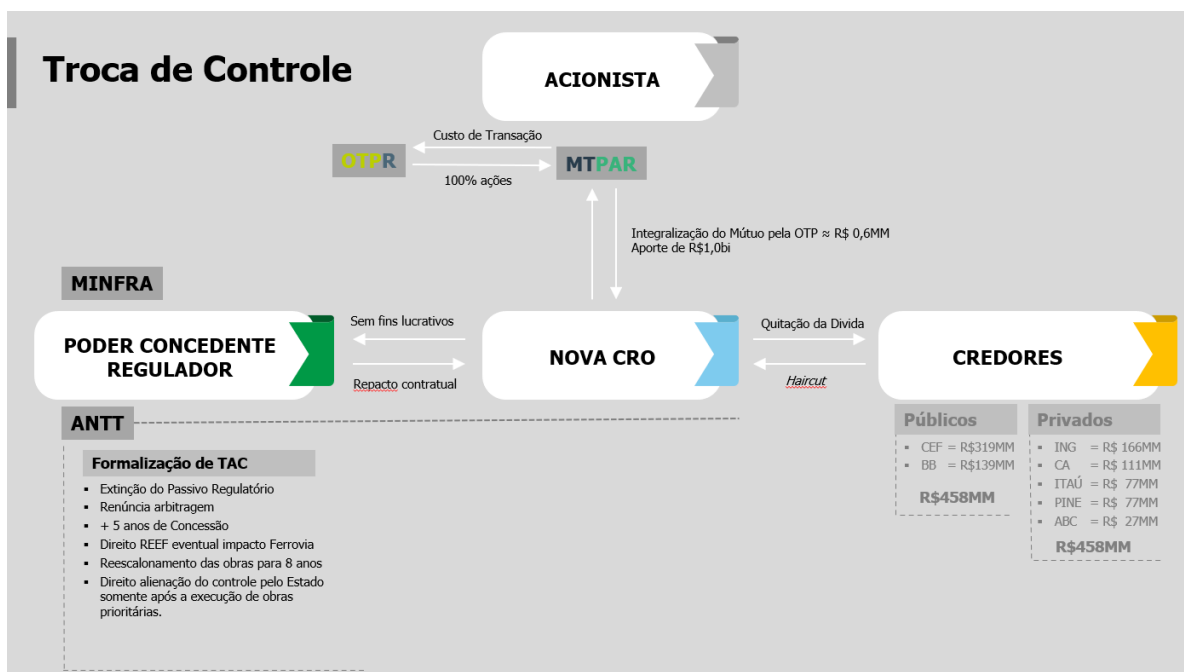 Troca de Controle
ACIONISTA
Custo de Transação
OTPR
MTPAR
100% ações
Integralização do Mútuo pela OTP ≈ R$ 0,6MM
Aporte de R$1,0bi
MINFRA
PODER CONCEDENTE
REGULADOR
Sem fins lucrativos
Repacto contratual
NOVA CRO
Quitação da Divida
Haircut
CREDORES
ANTT
Formalização de TAC
▪ Extinção do Passivo Regulatório
▪ Renúncia arbitragem
▪ + 5 anos de Concessão
▪ Direito REEF eventual impacto Ferrovia
▪ Reescalonamento das obras para 8 anos
▪ Direito alienação do controle pelo Estado
somente após a execução de obras
prioritárias.
Públicos
▪ CEF = R$319MM
▪ BB = R$139MM
R$458MM
Privados
▪ ING = R$ 166MM
▪ CA = R$ 111MM
▪ ITAÚ = R$ 77MM
▪ PINE = R$ 77MM
▪ ABC = R$ 27MM
R$458MM